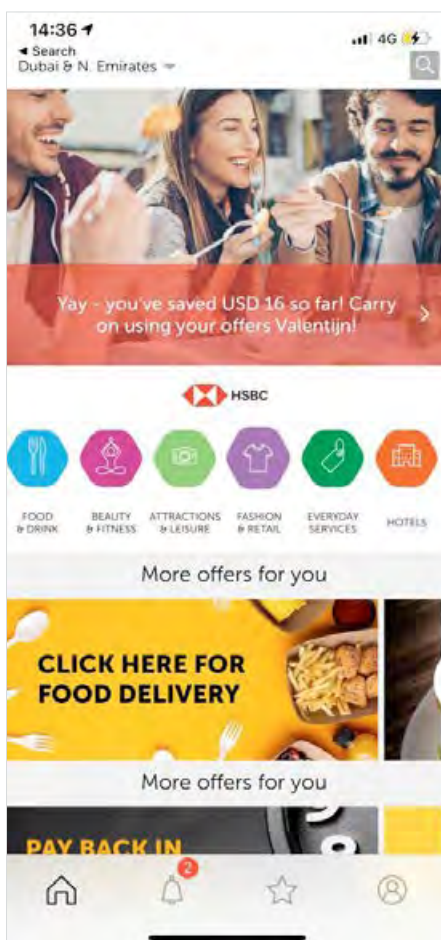 14:36
4G
◄ Search
Dubai & N. Emirates
Yay - you've saved USD 16 so far! Carry
on using your offers Valentijn!
HSBC
FOOD
& DRINK
BEAUTY
& FITNESS
ATTRACTIONS
& LEISURE
FASHION
& RETAIL
EVERYDAY
SERVICES
HOTELS
More offers for you
CLICK HERE FOR
FOOD DELIVERY
More offers for you
PAY BACK IN
2